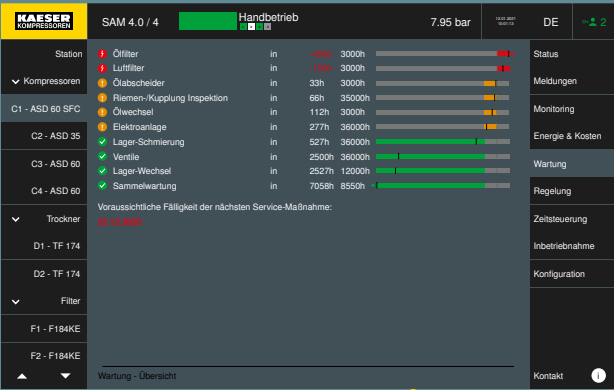 KAESER
KOMPRESSOREN
SAM 4.0 / 4
Handbetrieb
7.95 bar
DE
2
Station
Kompressoren
C1 - ASD 60 SFC
C2 - ASD 35
C3 - ASD 60
C4 - ASD 60
Trockner
D1 - TF 174
D2 - TF 174
Filter
F1 - F184KE
F2 - F184KE
Ölfilter in 3000h
Luftfilter in 3000h
Ölabscheider in 33h 3000h
Riemen-/Kupplung Inspektion in 66h 35000h
Ölwechsel in 112h 3000h
Elektroanlage in 277h 36000h
Lager-Schmierung in 527h 36000h
Ventile in 2500h 36000h
Lager-Wechsel in 2527h 12000h
Sammelwartung in 7058h 8550h
Voraussichtliche Fälligkeit der nächsten Service-Maßnahme:
Wartung - Übersicht
Status
Meldungen
Monitoring
Energie & Kosten
Wartung
Regelung
Zeitsteuerung
Inbetriebnahme
Konfiguration
Kontakt i